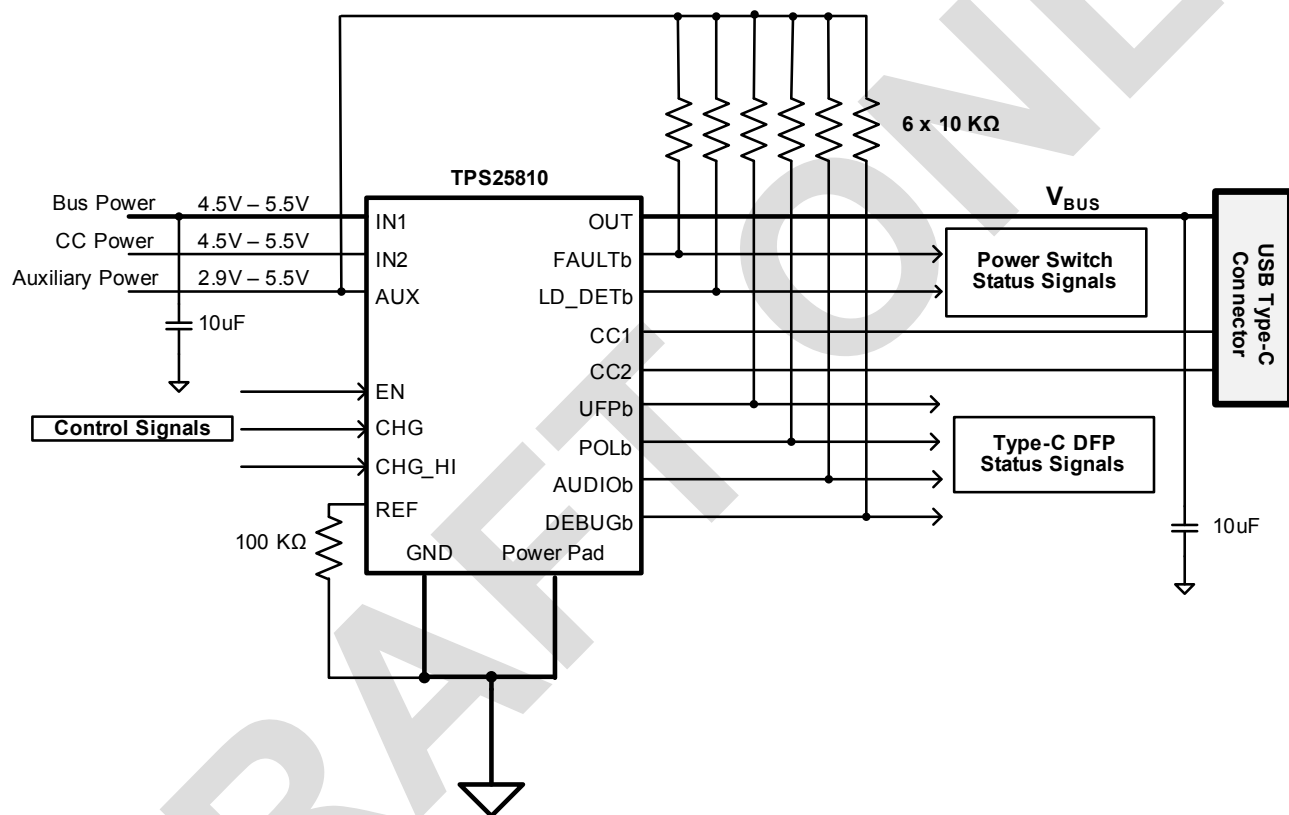 6 x 10 KΩ
TPS25810
Bus Power 4.5V – 5.5V
CC Power 4.5V – 5.5V
Auxiliary Power 2.9V – 5.5V
10uF
Control Signals
100 KΩ
IN1
IN2
AUX
EN
CHG
CHG_HI
REF
GND Power Pad
OUT
FAULTb
LD_DETb
CC1
CC2
UFPb
POLb
AUDIOb
DEBUGb
VBUS
Power Switch
Status Signals
Type-C DFP
Status Signals
USB Type-C
Connector
10uF